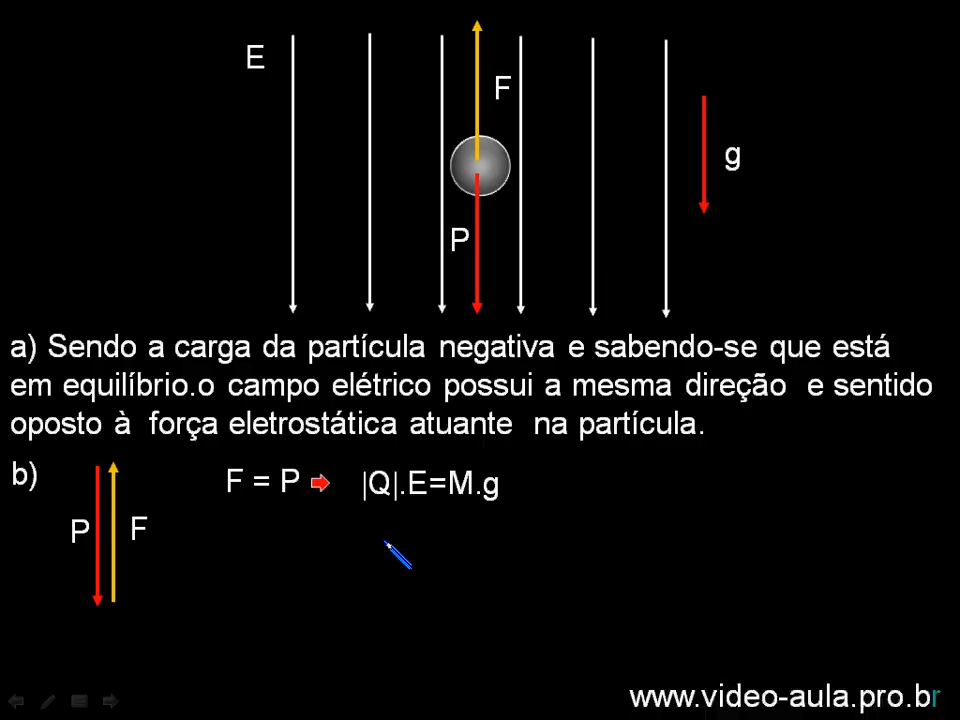 E
F
g
P
a) Sendo a carga da partícula negativa e sabendo-se que está
em equilíbrio.o campo elétrico possui a mesma direção e sentido
oposto à força eletrostática atuante na partícula.
b)
P F
F = P |Q|.E=M.g
www.video-aula.pro.br